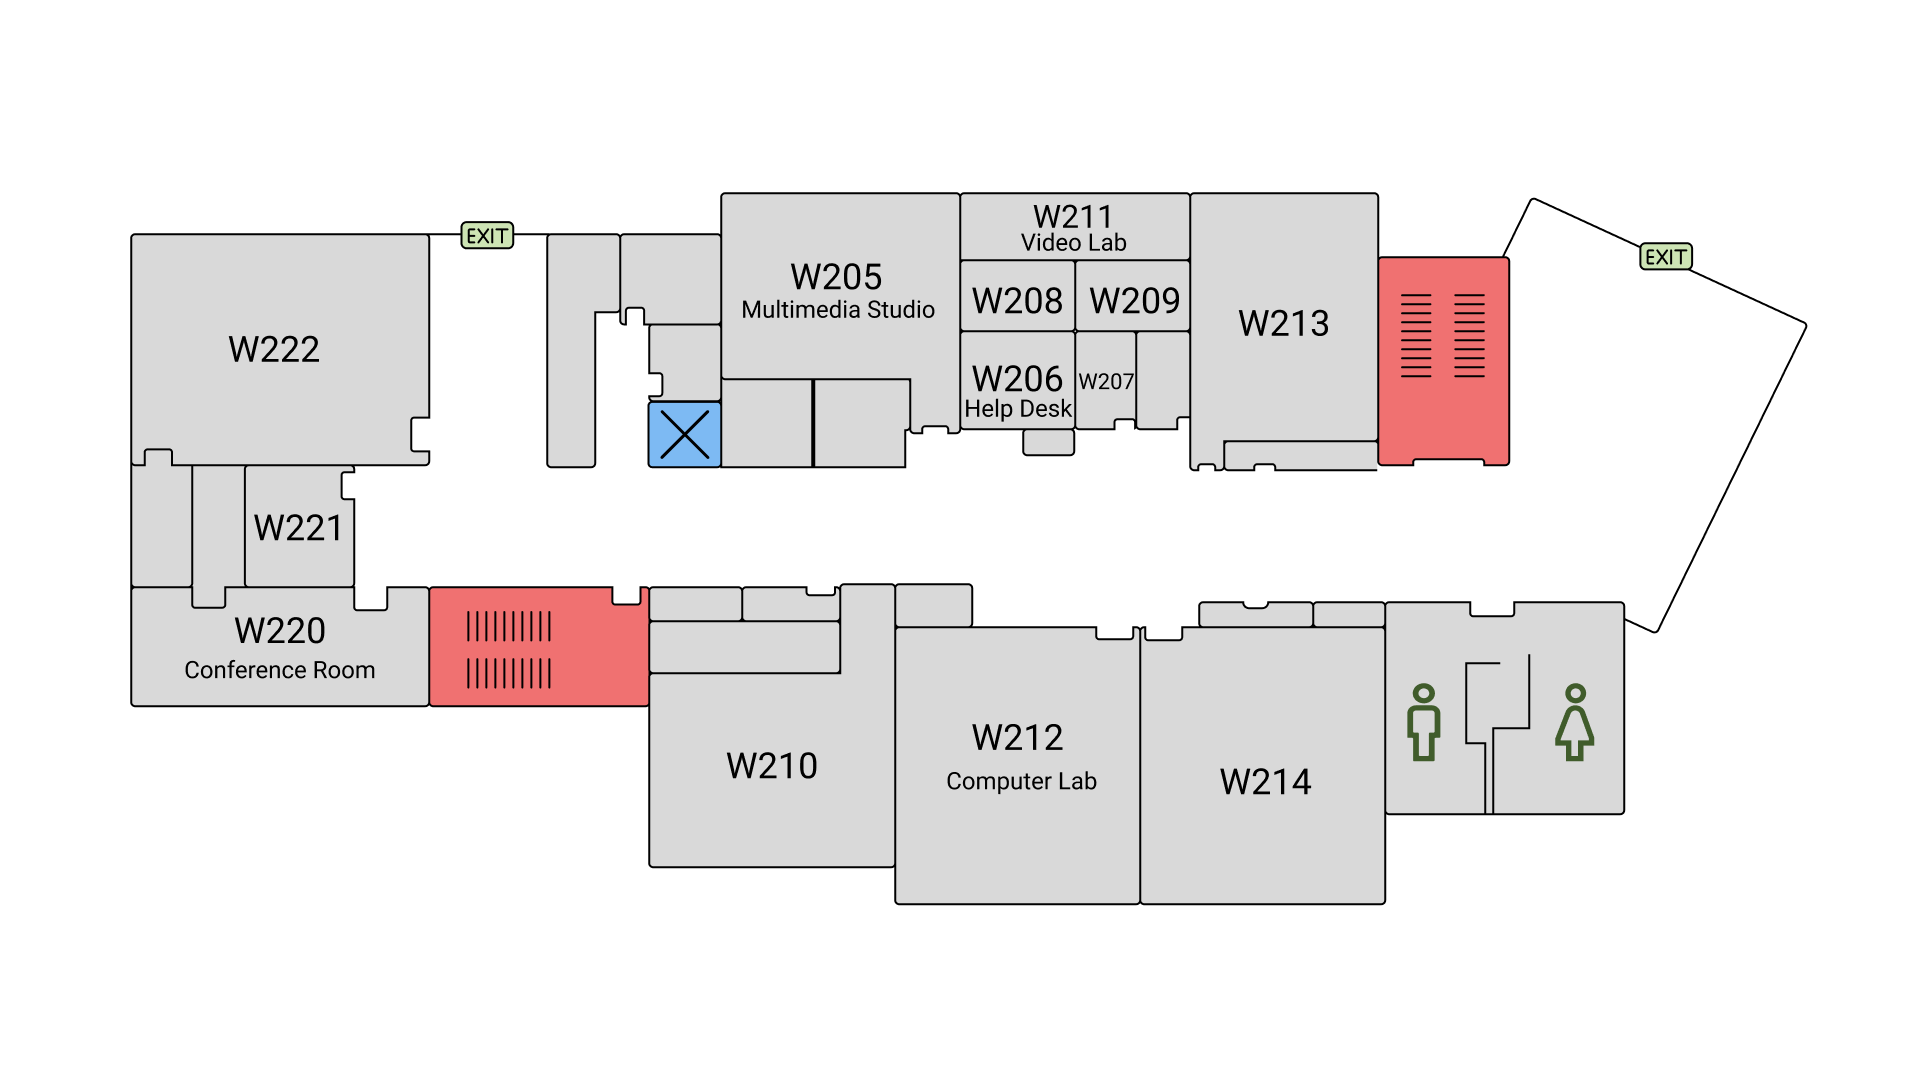 EXIT
W211
Video Lab
EXIT
W205
Multimedia Studio
W208
W209
W213
W222
W206
Help Desk
W207
W221
W220
Conference Room
W210
W212
Computer Lab
W214